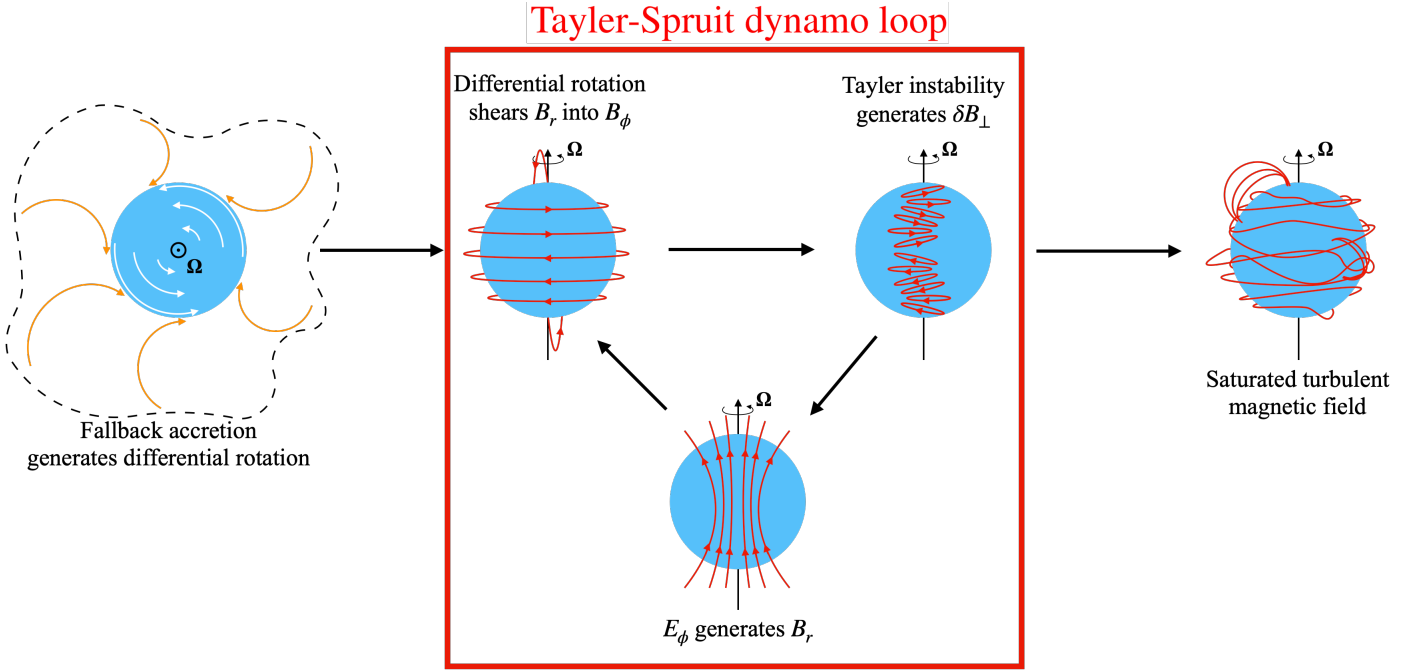 Tayler-Spruit dynamo loop
Differential rotation
shears B_r into B_ϕ
Tayler instability
generates δB_⊥
Ω
Ω
Ω
Ω
Fallback accretion
generates differential rotation
Saturated turbulent
magnetic field
Ω
E_ϕ generates B_r